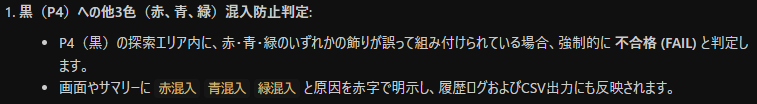 1. 黒（P4）への他3色（赤、青、緑）混入防止判定:
• P4（黒）の探索エリア内に、赤・青・緑のいずれかの飾りが誤って組み付けられている場合、強制的に 不合格 (FAIL) と判定し
ます。
• 画面やサマリーに 赤混入 青混入 緑混入 と原因を赤字で明示し、履歴ログおよびCSV出力にも反映されます。